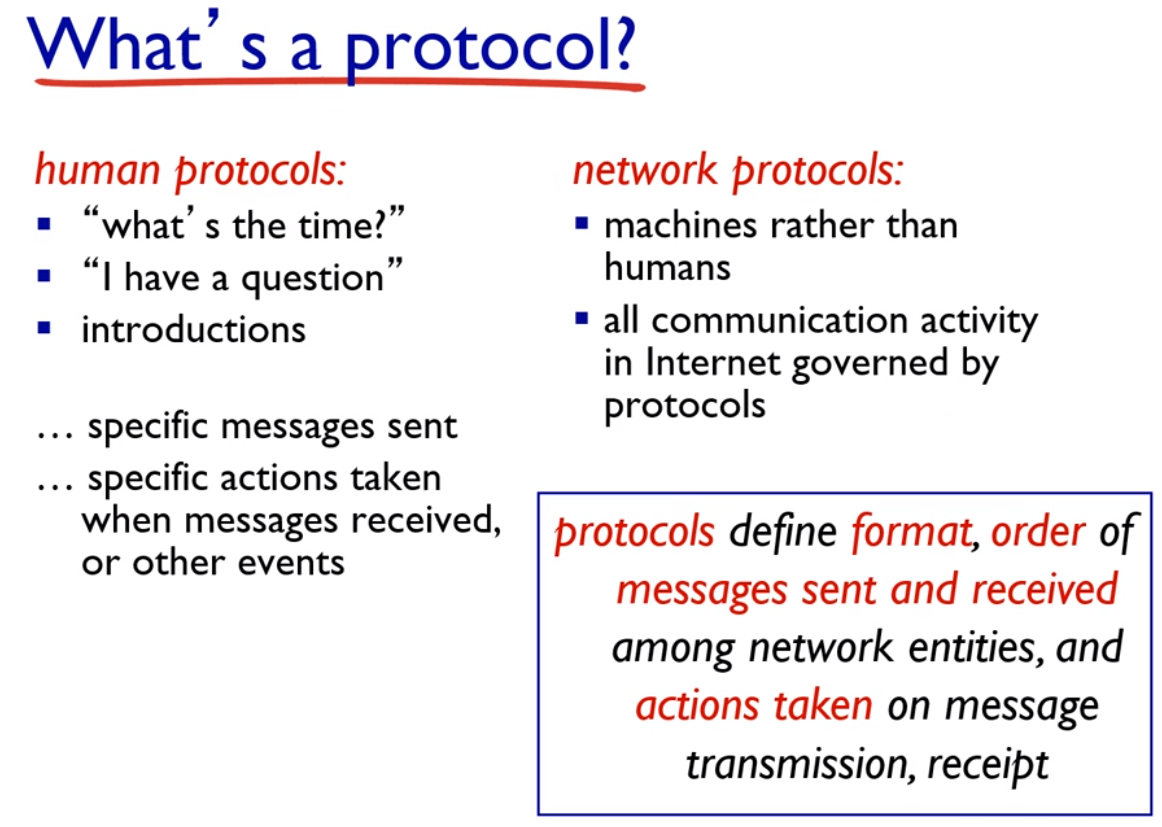 What’s a protocol?
human protocols:
“what’s the time?”
“I have a question”
introductions
… specific messages sent
… specific actions taken
when messages received,
or other events
network protocols:
machines rather than
humans
all communication activity
in Internet governed by
protocols
protocols define format, order of
messages sent and received
among network entities, and
actions taken on message
transmission, receipt